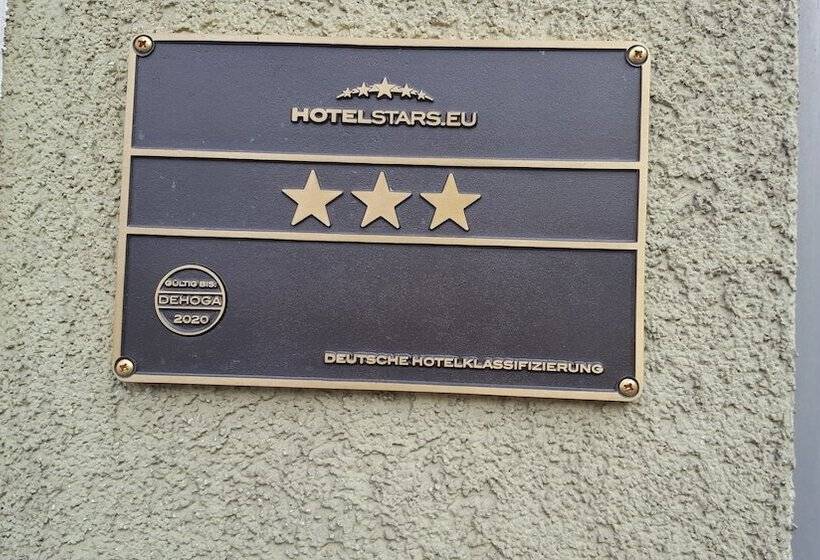 HOTELSTARS.EU
GÜLTIG BIS:
DEHOGA
2020
DEUTSCHE HOTELKLASSIFIZIERUNG